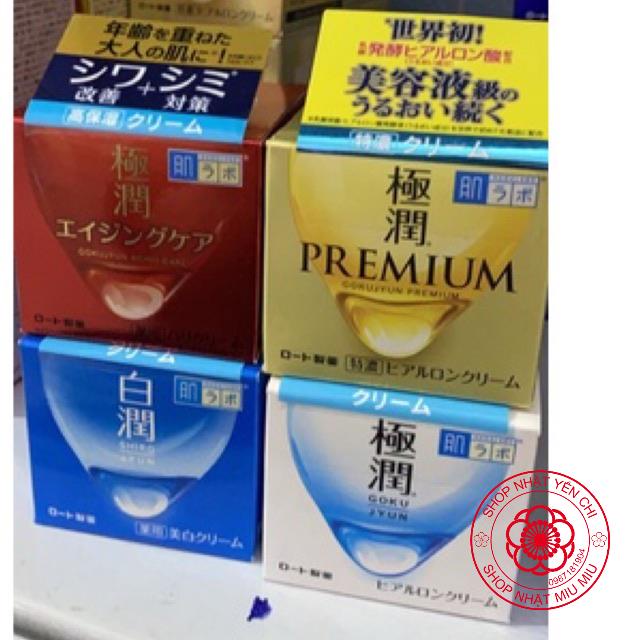 年齢を重ねた
大人の肌に!
シワ+シミ
改善 対策
高保湿 クリーム
極潤
肌ラボ
エイジングケア
GOKUJYUN AGING CARE
ロート製薬
世界初!
発酵ヒアルロン酸
美容液級の
うるおい続く
特濃 クリーム
極潤
肌ラボ
PREMIUM
GOKUJYUN PREMIUM
ロート製薬 特濃 ヒアルロンクリーム
クリーム
白潤
肌ラボ
SHIRO
JYUN
ロート製薬
薬用 美白クリーム
クリーム
極潤
肌ラボ
GOKU
JYUN
ロート製薬
ヒアルロンクリーム
SHOP NHẬT YÊN CHI
0967181904
SHOP NHẬT MIU MIU